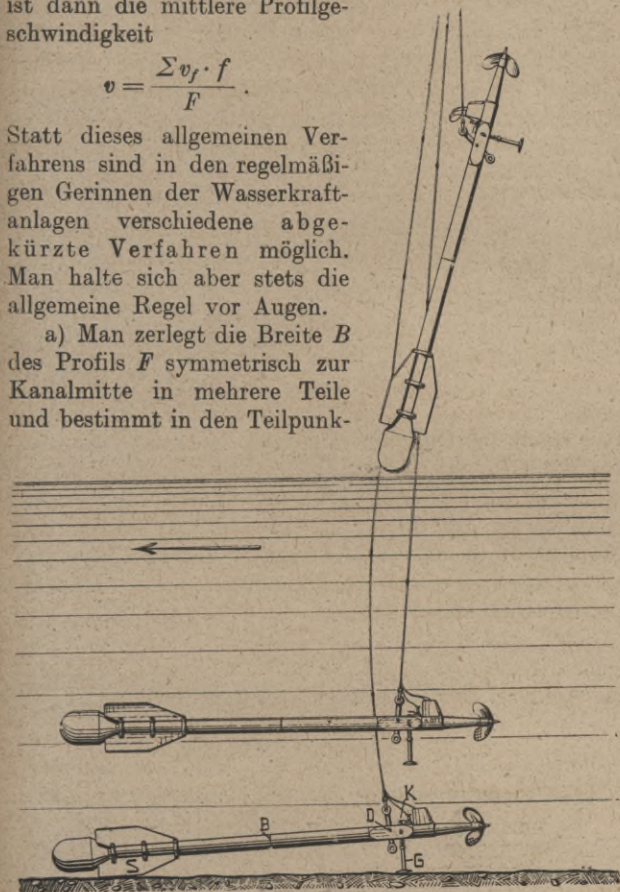 ist dann die mittlere Profilge-
schwindigkeit
v = Σ v_f · f / F .
Statt dieses allgemeinen Ver-
fahrens sind in den regelmäßi-
gen Gerinnen der Wasserkraft-
anlagen verschiedene abge-
kürzte Verfahren möglich.
Man halte sich aber stets die
allgemeine Regel vor Augen.
a) Man zerlegt die Breite B
des Profils F symmetrisch zur
Kanalmitte in mehrere Teile
und bestimmt in den Teilpunk-
K
D
B
S
G